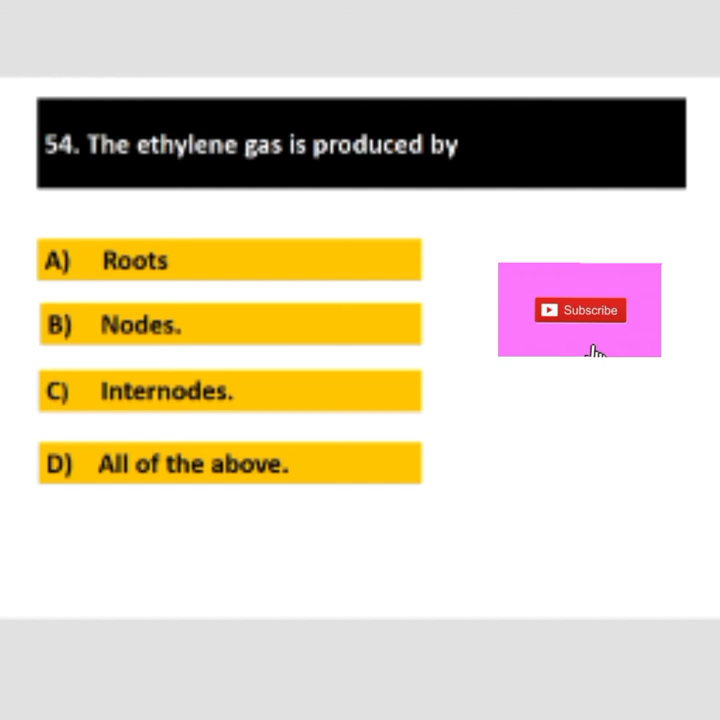 54. The ethylene gas is produced by
A) Roots
B) Nodes.
C) Internodes.
D) All of the above.
Subscribe